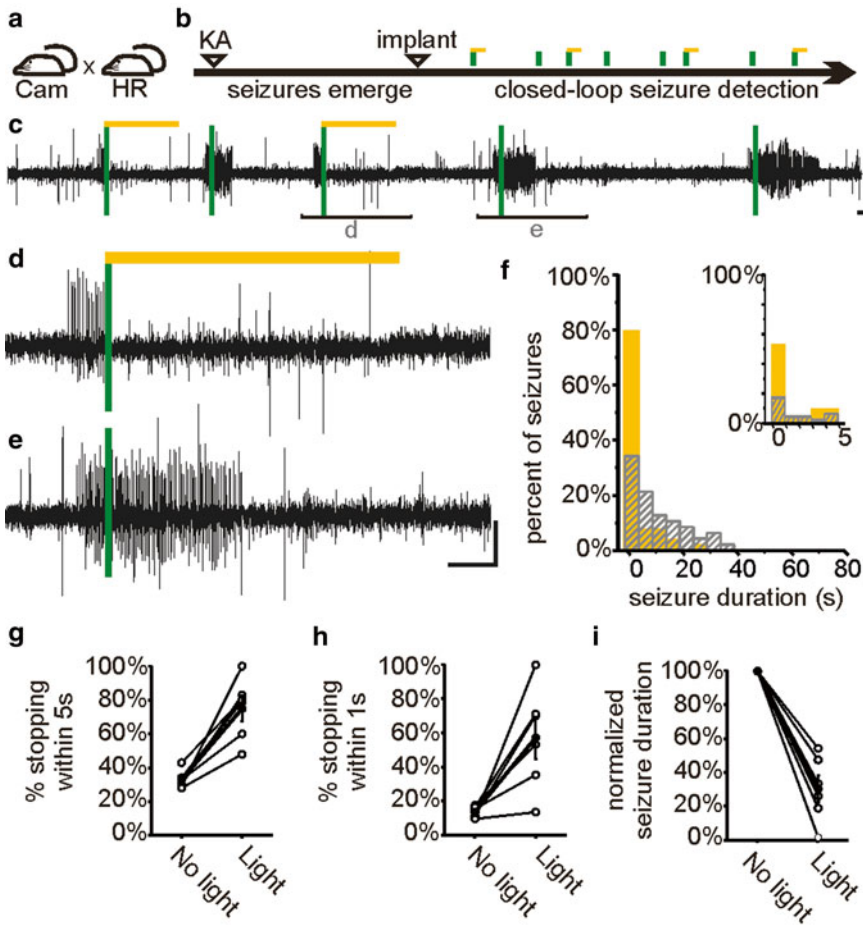 a
b
KA
implant
Cam x HR
seizures emerge
closed-loop seizure detection
c
d
e
d
e
f
100%
80%
60%
40%
20%
0%
0 20 40 60 80
percent of seizures
seizure duration (s)
100%
0%
0 5
g
% stopping
within 5s
100%
80%
60%
40%
20%
0%
No light
Light
h
% stopping
within 1s
100%
80%
60%
40%
20%
0%
No light
Light
i
normalized
seizure duration
100%
80%
60%
40%
20%
0%
No light
Light